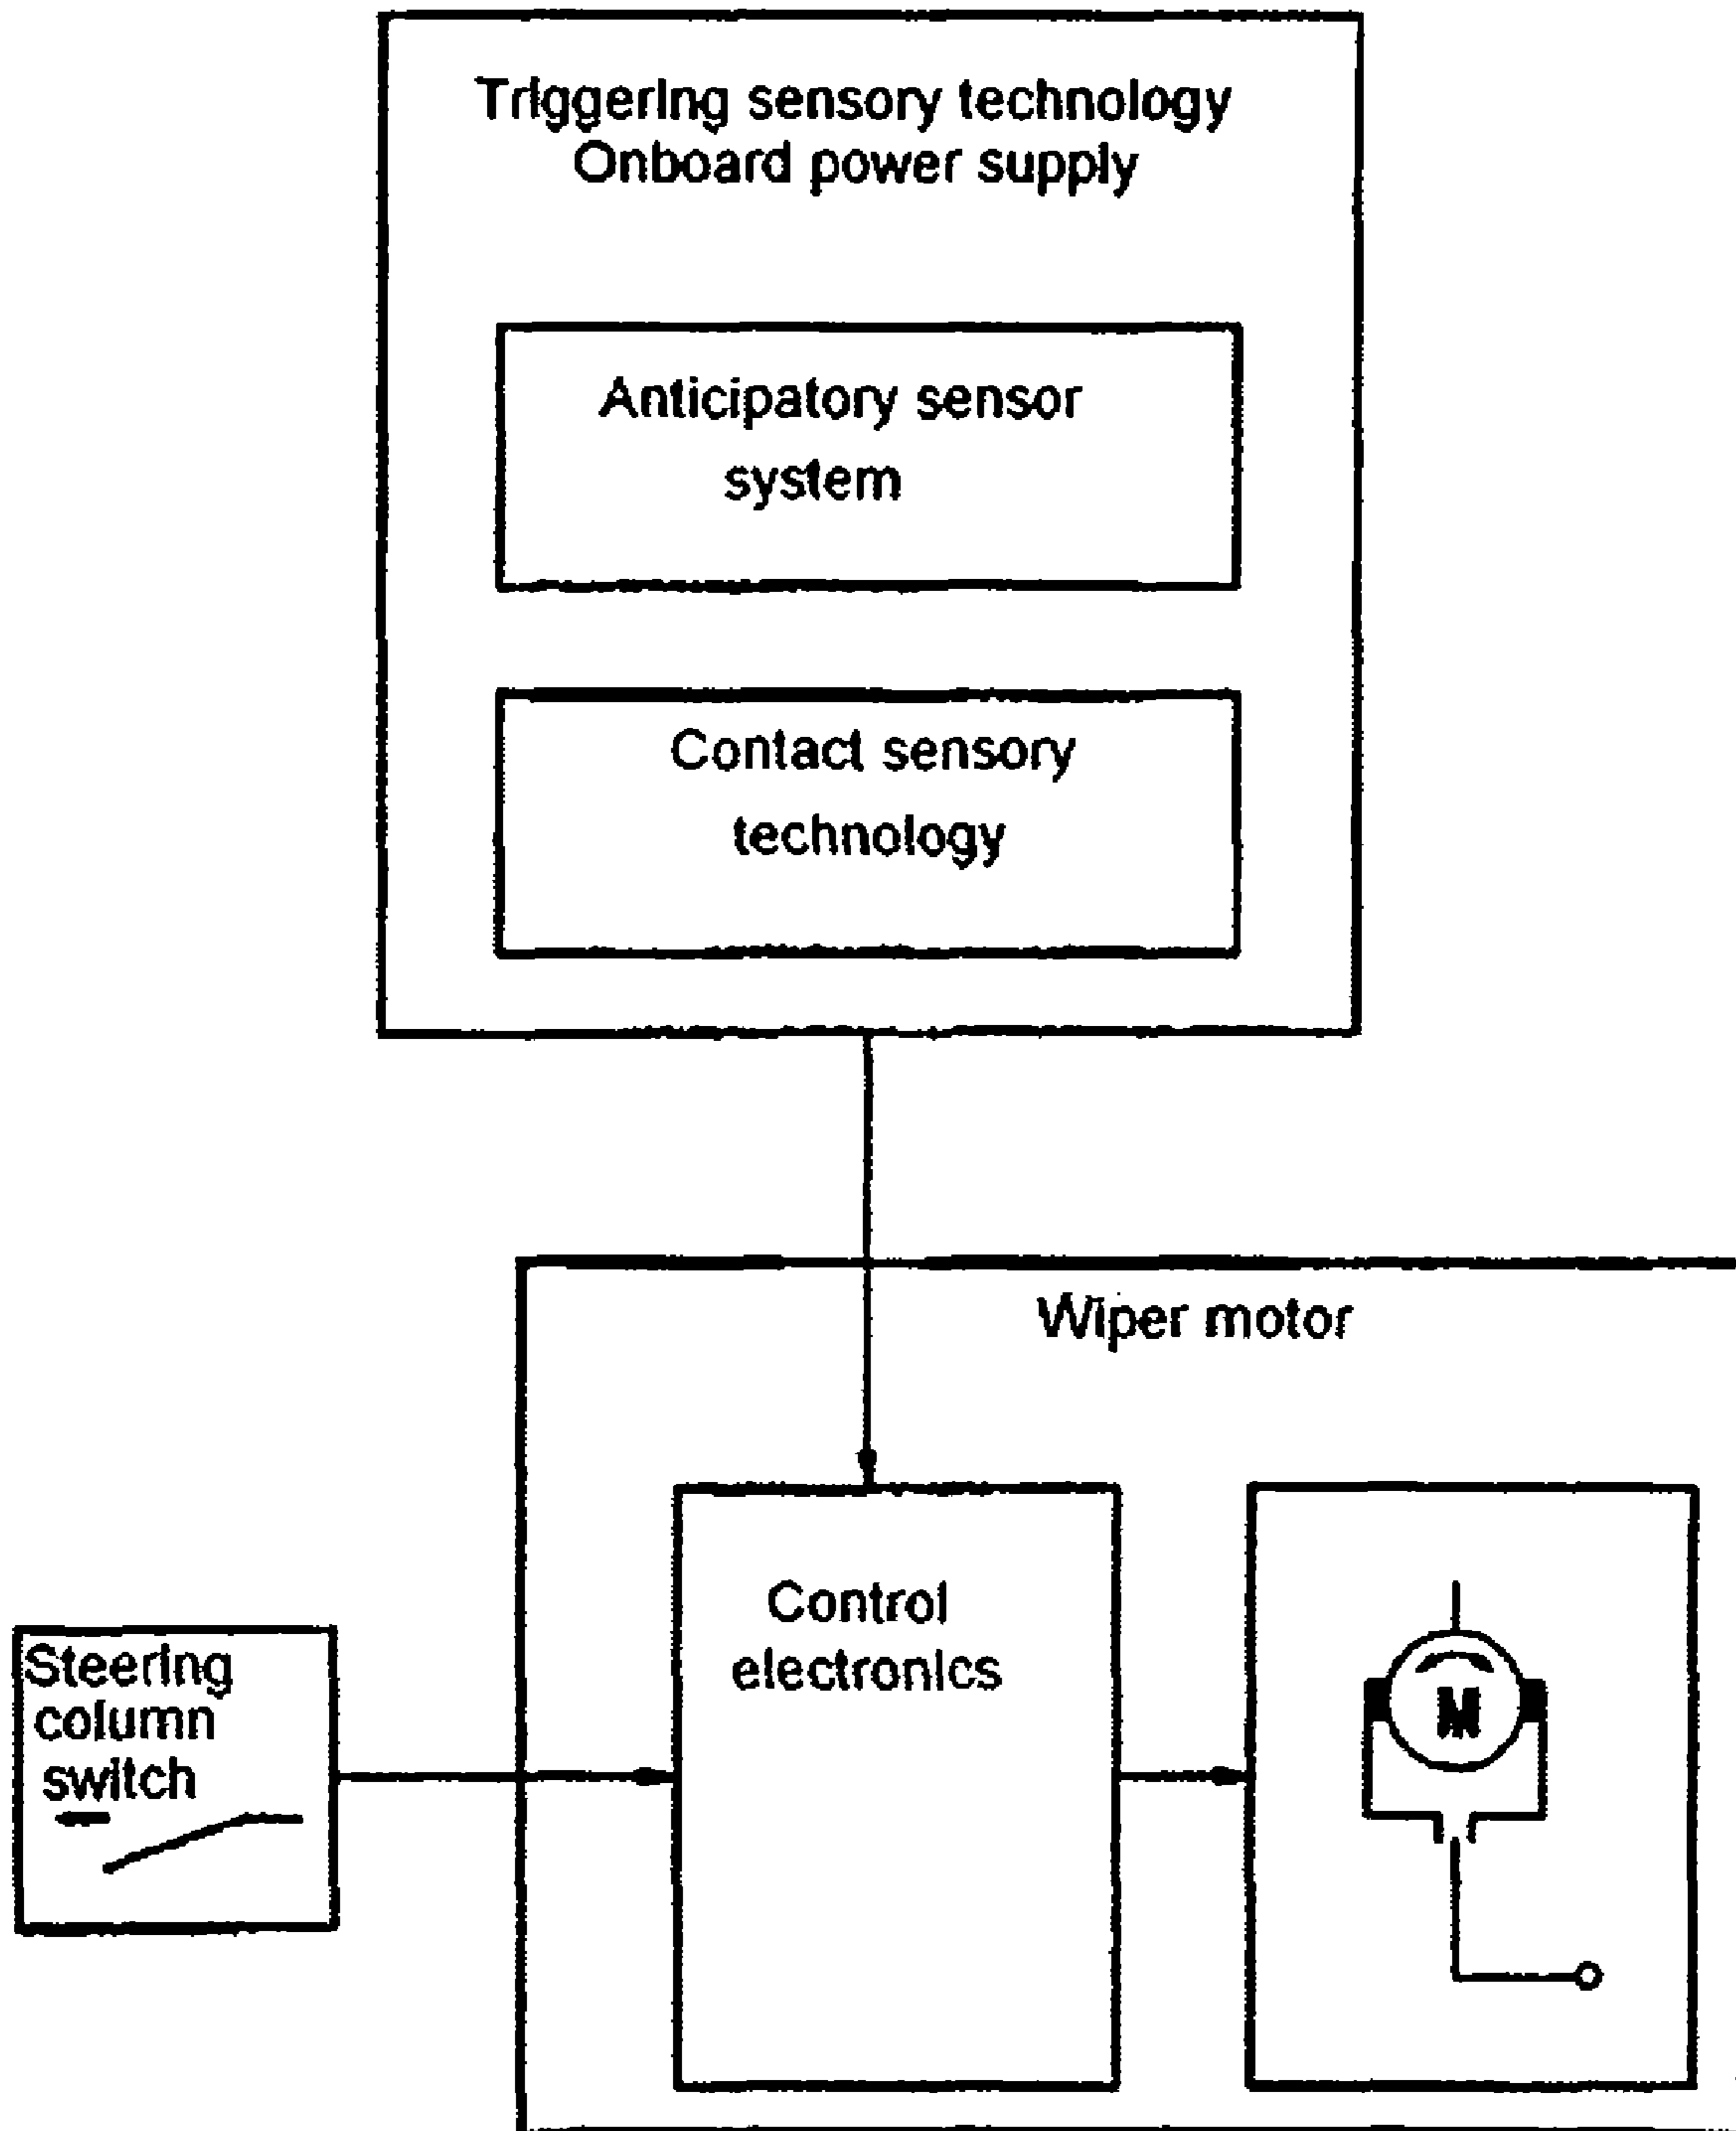 Triggering sensory technology
Onboard power supply
Anticipatory sensor
system
Contact sensory
technology
Wiper motor
Control
electronics
Steering
column
switch
M